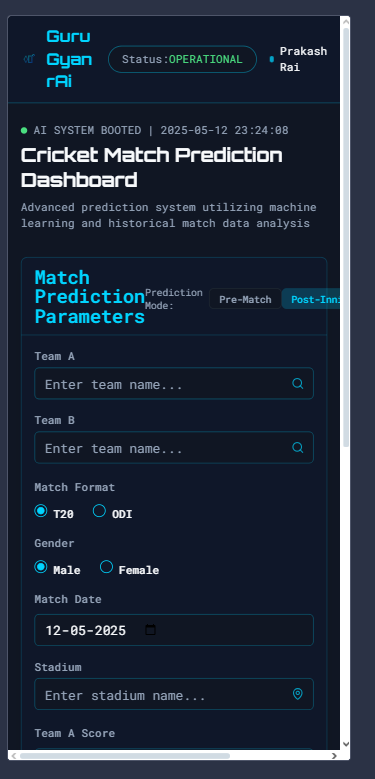 Guru
Gyan
rAi
Status:OPERATIONAL
Prakash
Rai
AI SYSTEM BOOTED | 2025-05-12 23:24:08
Cricket Match Prediction
Dashboard
Advanced prediction system utilizing machine
learning and historical match data analysis
Match
Prediction
Parameters
Prediction
Mode:
Pre-Match
Post-Inni
Team A
Enter team name...
Team B
Enter team name...
Match Format
T20 ODI
Gender
Male Female
Match Date
12-05-2025
Stadium
Enter stadium name...
Team A Score